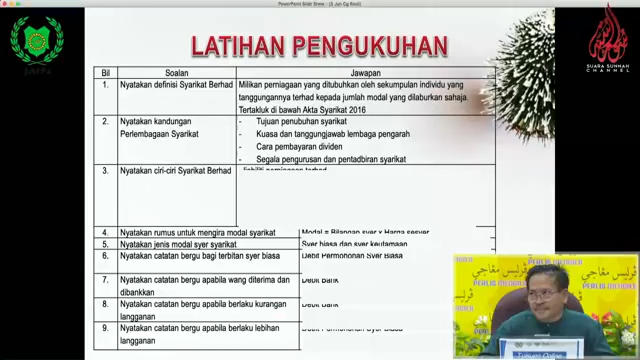 PowerPoint Slide Show - [5 Jun Cg Rosli]
LATIHAN PENGUKUHAN
SUARA SUNNAH
CHANNEL
Bil Soalan Jawapan
1. Nyatakan definisi Syarikat Berhad Milikan perniagaan yang ditubuhkan oleh sekumpulan individu yang
tanggungannya terhad kepada jumlah modal yang dilaburkan sahaja.
Tertakluk di bawah Akta Syarikat 2016
2. Nyatakan kandungan
Perlembagaan Syarikat
- Tujuan penubuhan syarikat
- Kuasa dan tanggungjawab lembaga pengarah
- Cara pembayaran dividen
- Segala pengurusan dan pentadbiran syarikat
3. Nyatakan ciri-ciri Syarikat Berhad
4. Nyatakan rumus untuk mengira modal syarikat Modal = Bilangan syer x Harga sesyer
5. Nyatakan jenis modal syer syarikat Syer biasa dan syer keutamaan
6. Nyatakan catatan bergu bagi terbitan syer biasa Debit Permohonan Syer Biasa
7. Nyatakan catatan bergu apabila wang diterima dan
dibankkan
Debit Bank
8. Nyatakan catatan bergu apabila berlaku kurangan
langganan
Debit Bank
9. Nyatakan catatan bergu apabila berlaku lebihan
langganan
Debit Permohonan Syer Biasa